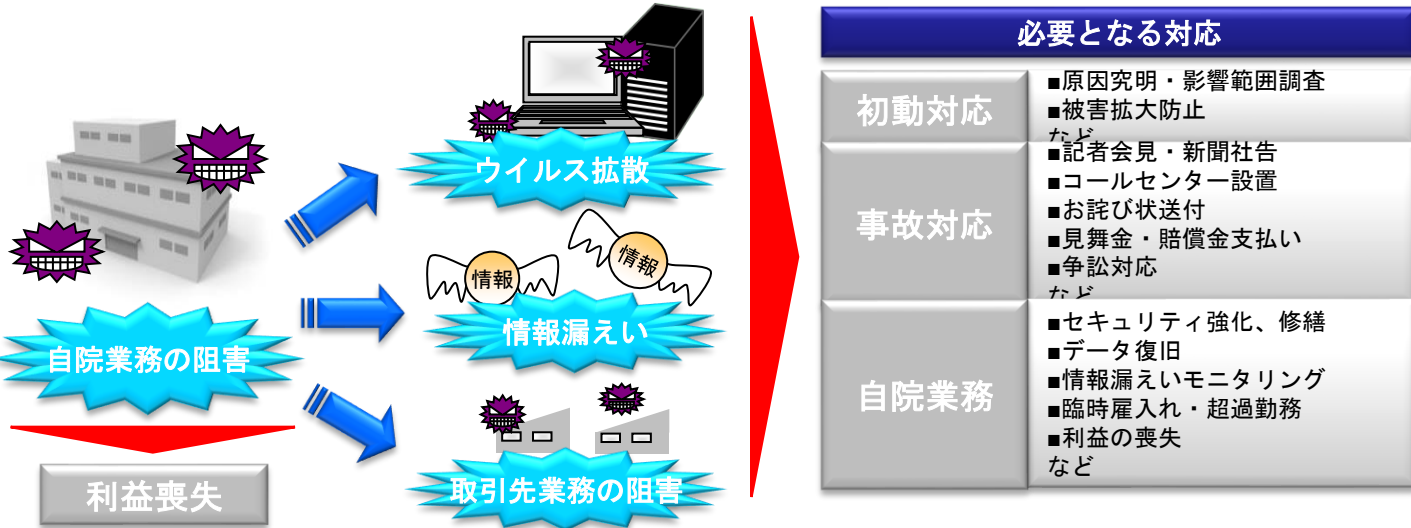 ウイルス拡散
情報
情報
情報漏えい
自院業務の阻害
取引先業務の阻害
利益喪失
必要となる対応
初動対応
■原因究明・影響範囲調査
■被害拡大防止
など
事故対応
■記者会見・新聞社告
■コールセンター設置
■お詫び状送付
■見舞金・賠償金支払い
■争訟対応
など
自院業務
■セキュリティ強化、修繕
■データ復旧
■情報漏えいモニタリング
■臨時雇入れ・超過勤務
■利益の喪失
など